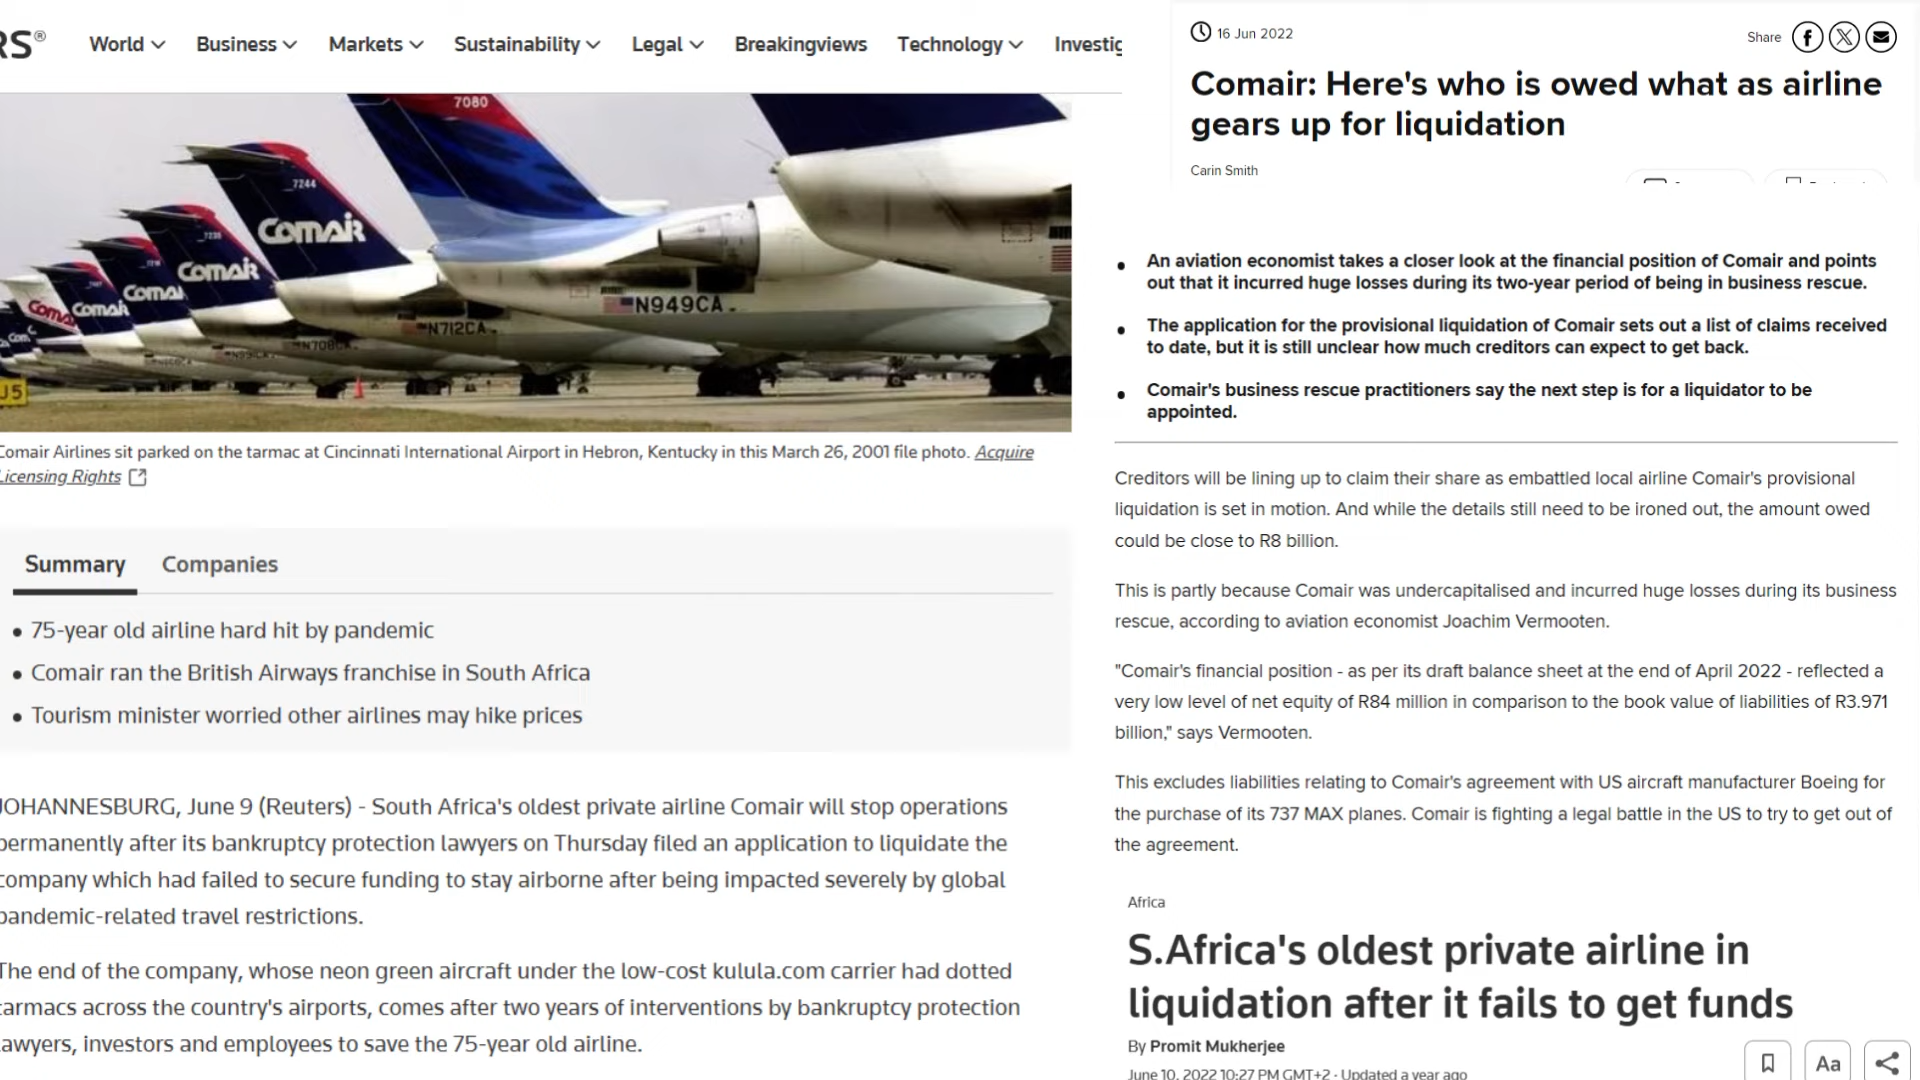 RS®
World
Business
Markets
Sustainability
Legal
Breakingviews
Technology
Investig
7080
7244
7235
COMAIR
COMAIR
COMAIR
N949CA
N712CA
N708CA
J5
Comair Airlines sit parked on the tarmac at Cincinnati International Airport in Hebron, Kentucky in this March 26, 2001 file photo. Acquire
Licensing Rights
Summary Companies
• 75-year old airline hard hit by pandemic
• Comair ran the British Airways franchise in South Africa
• Tourism minister worried other airlines may hike prices
JOHANNESBURG, June 9 (Reuters) - South Africa's oldest private airline Comair will stop operations
permanently after its bankruptcy protection lawyers on Thursday filed an application to liquidate the
company which had failed to secure funding to stay airborne after being impacted severely by global
pandemic-related travel restrictions.
The end of the company, whose neon green aircraft under the low-cost kulula.com carrier had dotted
tarmacs across the country's airports, comes after two years of interventions by bankruptcy protection
lawyers, investors and employees to save the 75-year old airline.
16 Jun 2022
Share
Comair: Here's who is owed what as airline
gears up for liquidation
Carin Smith
• An aviation economist takes a closer look at the financial position of Comair and points
out that it incurred huge losses during its two-year period of being in business rescue.
• The application for the provisional liquidation of Comair sets out a list of claims received
to date, but it is still unclear how much creditors can expect to get back.
• Comair's business rescue practitioners say the next step is for a liquidator to be
appointed.
Creditors will be lining up to claim their share as embattled local airline Comair's provisional
liquidation is set in motion. And while the details still need to be ironed out, the amount owed
could be close to R8 billion.
This is partly because Comair was undercapitalised and incurred huge losses during its business
rescue, according to aviation economist Joachim Vermooten.
"Comair's financial position - as per its draft balance sheet at the end of April 2022 - reflected a
very low level of net equity of R84 million in comparison to the book value of liabilities of R3.971
billion," says Vermooten.
This excludes liabilities relating to Comair's agreement with US aircraft manufacturer Boeing for
the purchase of its 737 MAX planes. Comair is fighting a legal battle in the US to try to get out of
the agreement.
Africa
S.Africa's oldest private airline in
liquidation after it fails to get funds
By Promit Mukherjee
June 10, 2022 10:27 PM GMT+2 · Updated a year ago
Aa